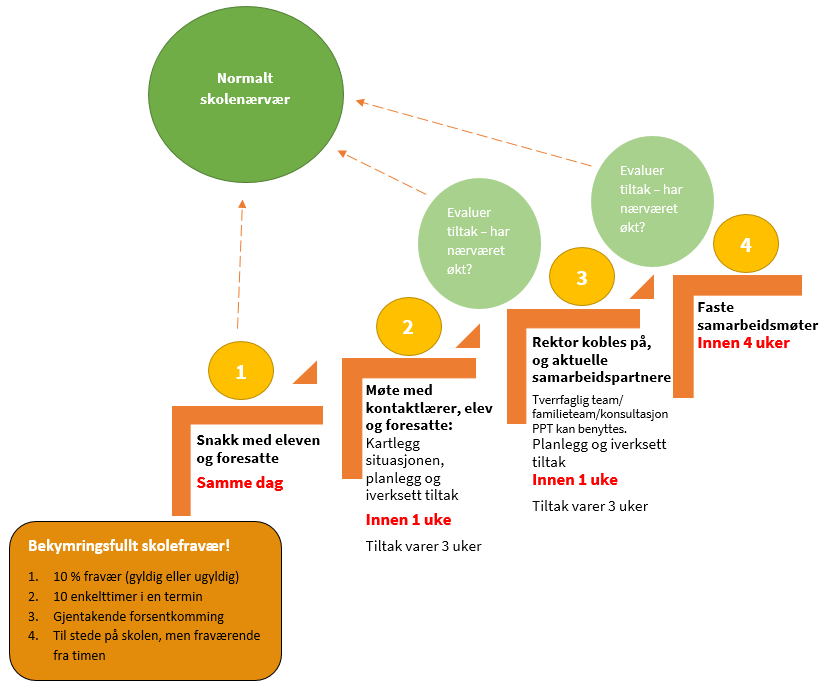 Normalt
skolenærvær
Evaluer
tiltak – har
nærværet
økt?
Evaluer
tiltak – har
nærværet
økt?
1
2
3
4
Snakk med eleven
og foresatte
Samme dag
Møte med
kontaktlærer, elev
og foresatte:
Kartlegg
situasjonen,
planlegg og
iverksett tiltak
Innen 1 uke
Tiltak varer 3 uker
Rektor kobles på,
og aktuelle
samarbeidspartnere
Tverrfaglig team/
familieteam/konsultasjon
PPT kan benyttes.
Planlegg og iverksett
tiltak
Innen 1 uke
Tiltak varer 3 uker
Faste
samarbeidsmøter
Innen 4 uker
Bekymringsfullt skolefravær!
1. 10 % fravær (gyldig eller ugyldig)
2. 10 enkelttimer i en termin
3. Gjentakende forsentkomming
4. Til stede på skolen, men fraværende
fra timen